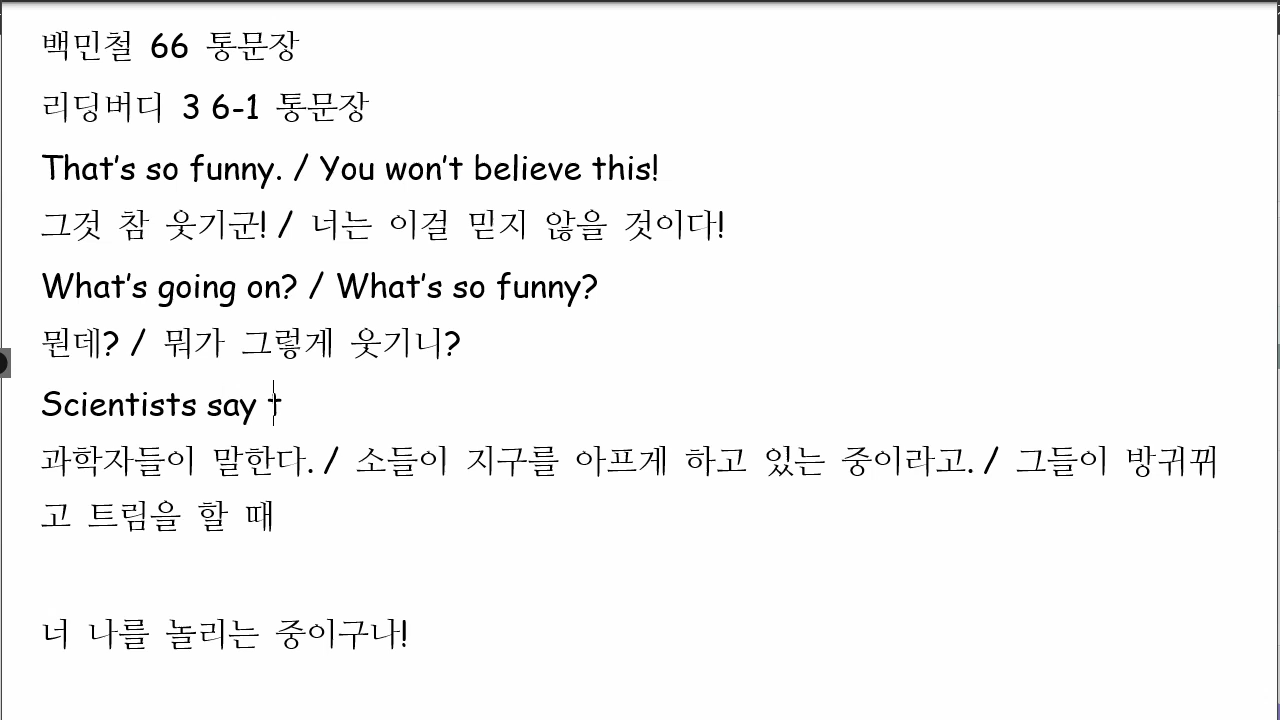 백민철 66 통문장
리딩버디 3 6-1 통문장
That's so funny. / You won't believe this!
그것 참 웃기군! / 너는 이걸 믿지 않을 것이다!
What's going on? / What's so funny?
뭔데? / 뭐가 그렇게 웃기니?
Scientists say t
과학자들이 말한다. / 소들이 지구를 아프게 하고 있는 중이라고. / 그들이 방귀뀌
고 트림을 할 때
너 나를 놀리는 중이구나!